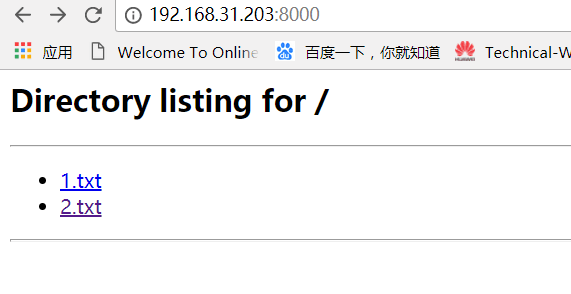 192.168.31.203:8000
应用 Welcome To Online 百度一下，你就知道 HUAWEI Technical-W
Directory listing for /
1.txt
2.txt